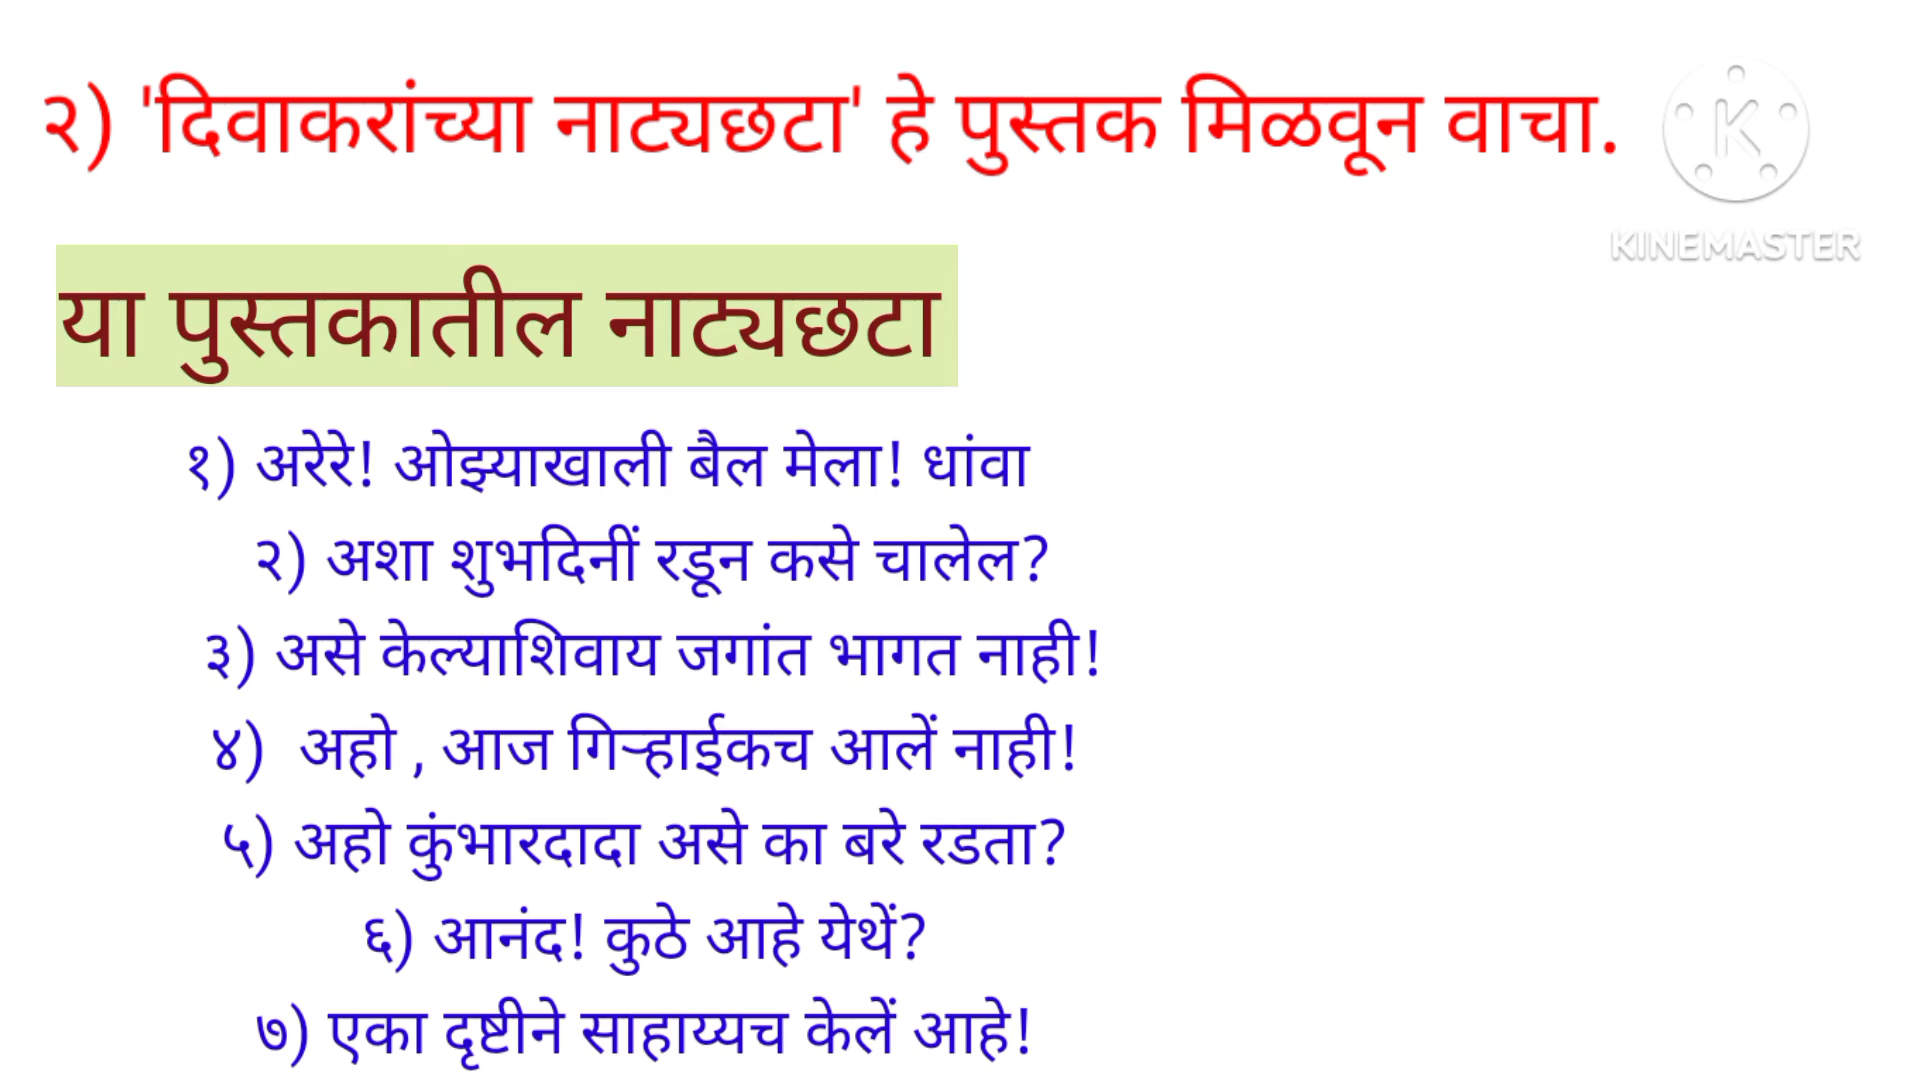 २) 'दिवाकरांच्या नाट्यछटा' हे पुस्तक मिळवून वाचा.
K
KINEMASTER
या पुस्तकातील नाट्यछटा
१) अरेरे! ओझ्याखाली बैल मेला! धांवा
२) अशा शुभदिनीं रडून कसे चालेल?
३) असे केल्याशिवाय जगांत भागत नाही!
४) अहो , आज गिऱ्हाईकच आलें नाही!
५) अहो कुंभारदादा असे का बरे रडता?
६) आनंद! कुठे आहे येथें?
७) एका दृष्टीने साहाय्यच केलें आहे!